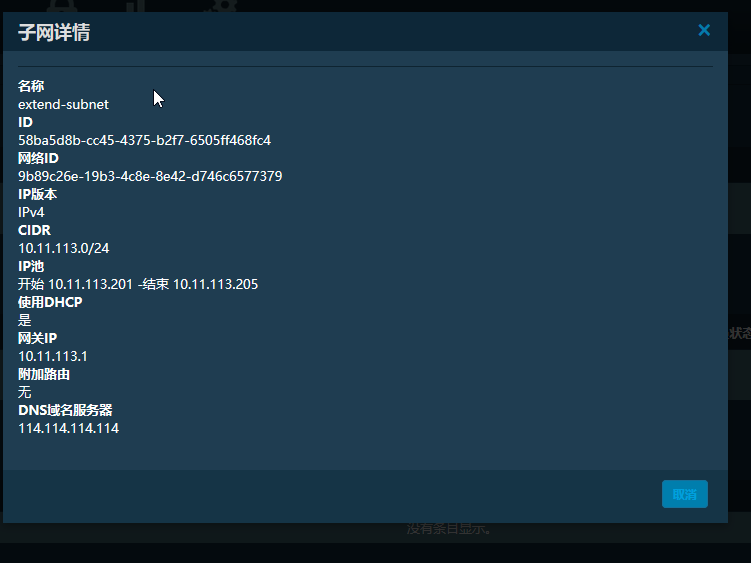 子网详情
名称
extend-subnet
ID
58ba5d8b-cc45-4375-b2f7-6505ff468fc4
网络ID
9b89c26e-19b3-4c8e-8e42-d746c6577379
IP版本
IPv4
CIDR
10.11.113.0/24
IP池
开始 10.11.113.201 -结束 10.11.113.205
使用DHCP
是
网关IP
10.11.113.1
状态
附加路由
无
DNS域名服务器
114.114.114.114
取消
没有条目显示。